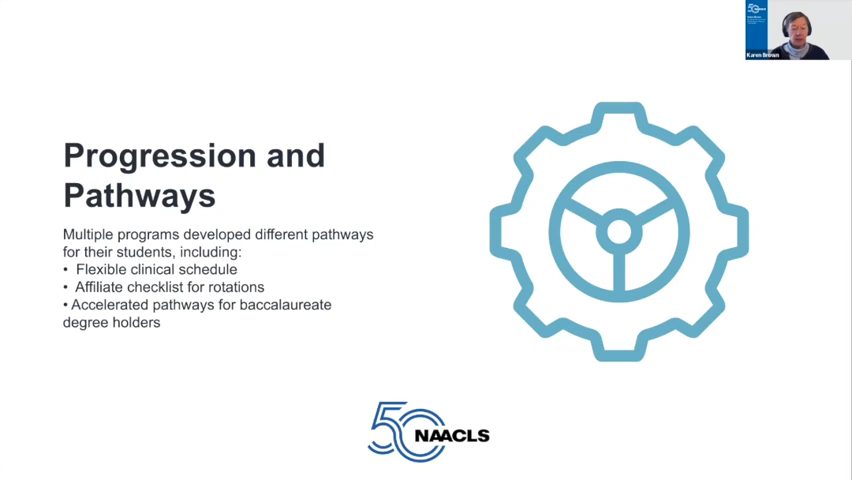 Karen Brown
Progression and
Pathways
Multiple programs developed different pathways
for their students, including:
• Flexible clinical schedule
• Affiliate checklist for rotations
• Accelerated pathways for baccalaureate
degree holders
50 NAACLS